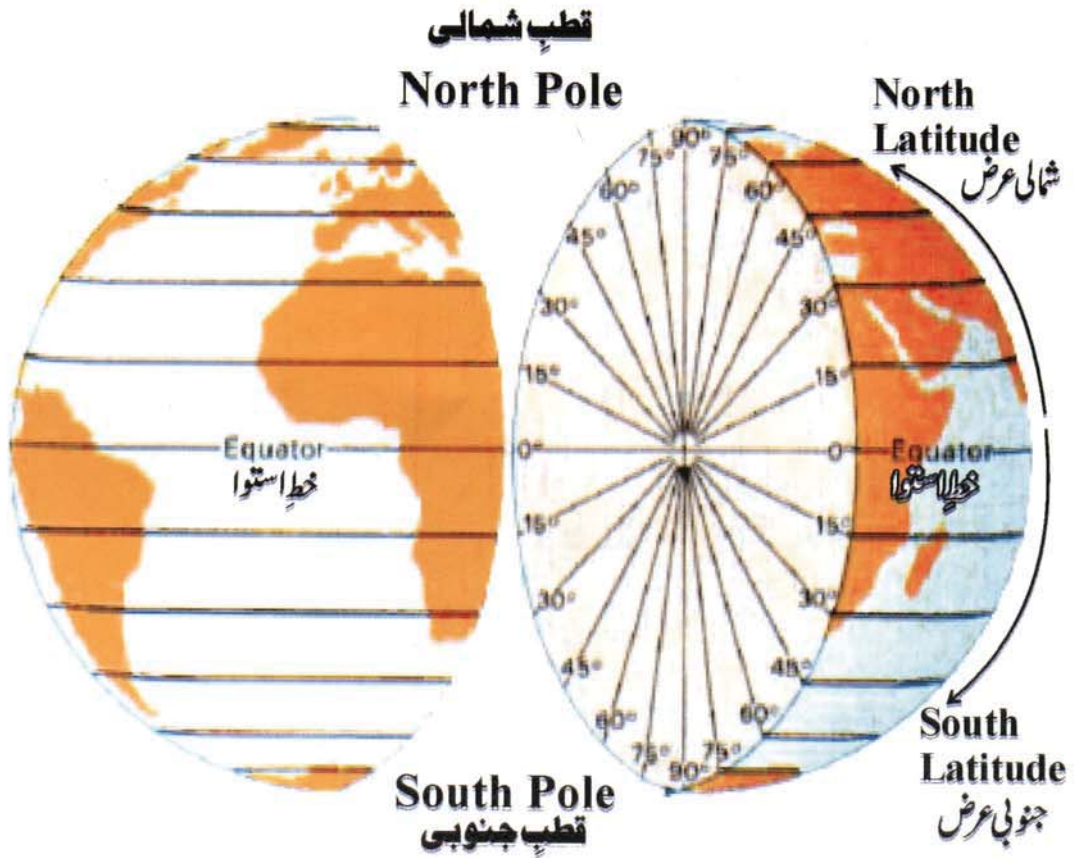 قطبِ شمالی
North Pole
North
Latitude
شمالی عرض
90°
75° 75°
60° 60°
45° 45°
30° 30°
15° 15°
Equator 0° 0 Equator
خطِ استوا خطِ استوا
15° 15°
30° 30°
45° 45°
60° 60°
75° 75°
90°
South
Latitude
جنوبی عرض
South Pole
قطبِ جنوبی